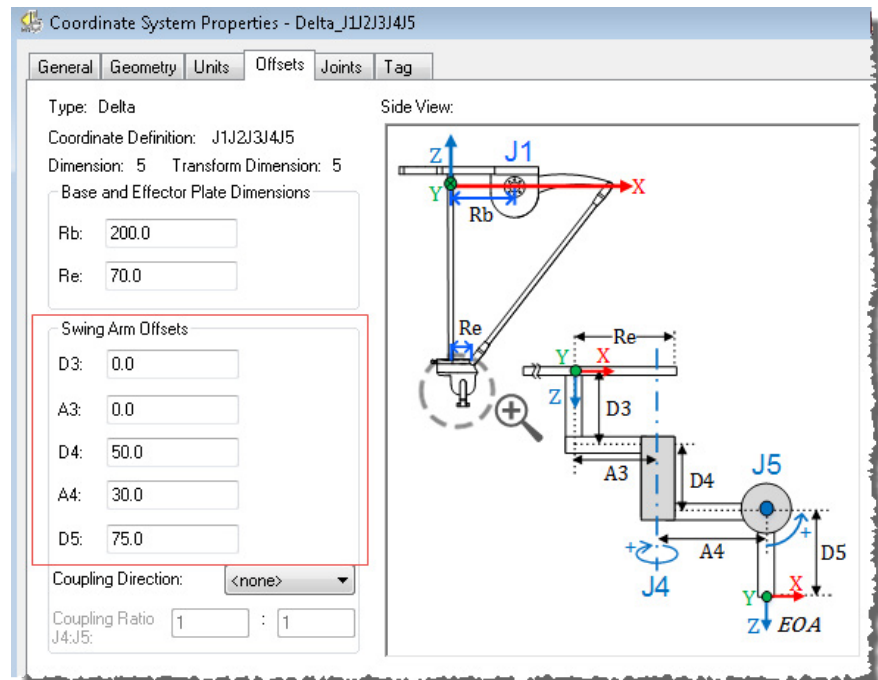 Coordinate System Properties - Delta_J1J2J3J4J5
General Geometry Units Offsets Joints Tag
Type: Delta
Coordinate Definition: J1J2J3J4J5
Dimension: 5 Transform Dimension: 5
Base and Effector Plate Dimensions
Rb: 200.0
Re: 70.0
Swing Arm Offsets
D3: 0.0
A3: 0.0
D4: 50.0
A4: 30.0
D5: 75.0
Coupling Direction: <none>
Coupling Ratio
J4:J5: 1 : 1
Side View:
Z J1
Y X
Rb
Re
Re
Y X
Z D3
A3 D4 J5
+ A4 + D5
J4
Y X
Z EOA